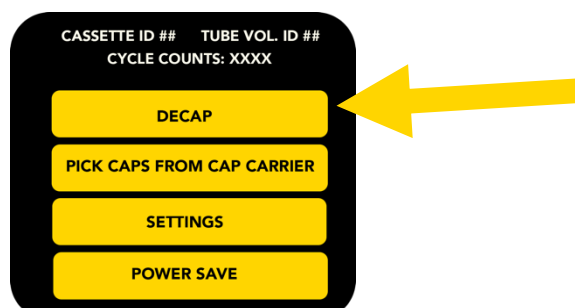 CASSETTE ID ## TUBE VOL. ID ##
CYCLE COUNTS: XXXX
DECAP
PICK CAPS FROM CAP CARRIER
SETTINGS
POWER SAVE